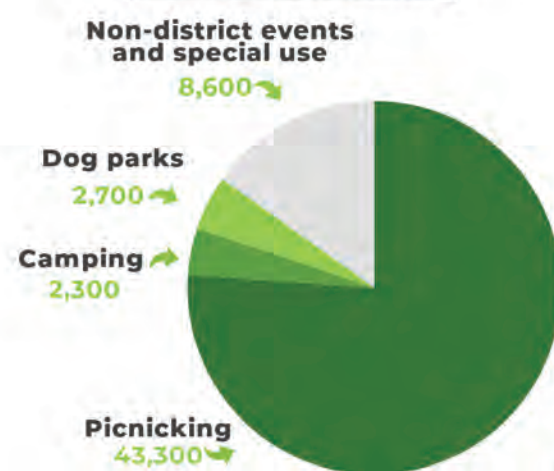 Non-district events
and special use
8,600
Dog parks
2,700
Camping
2,300
Picnicking
43,300